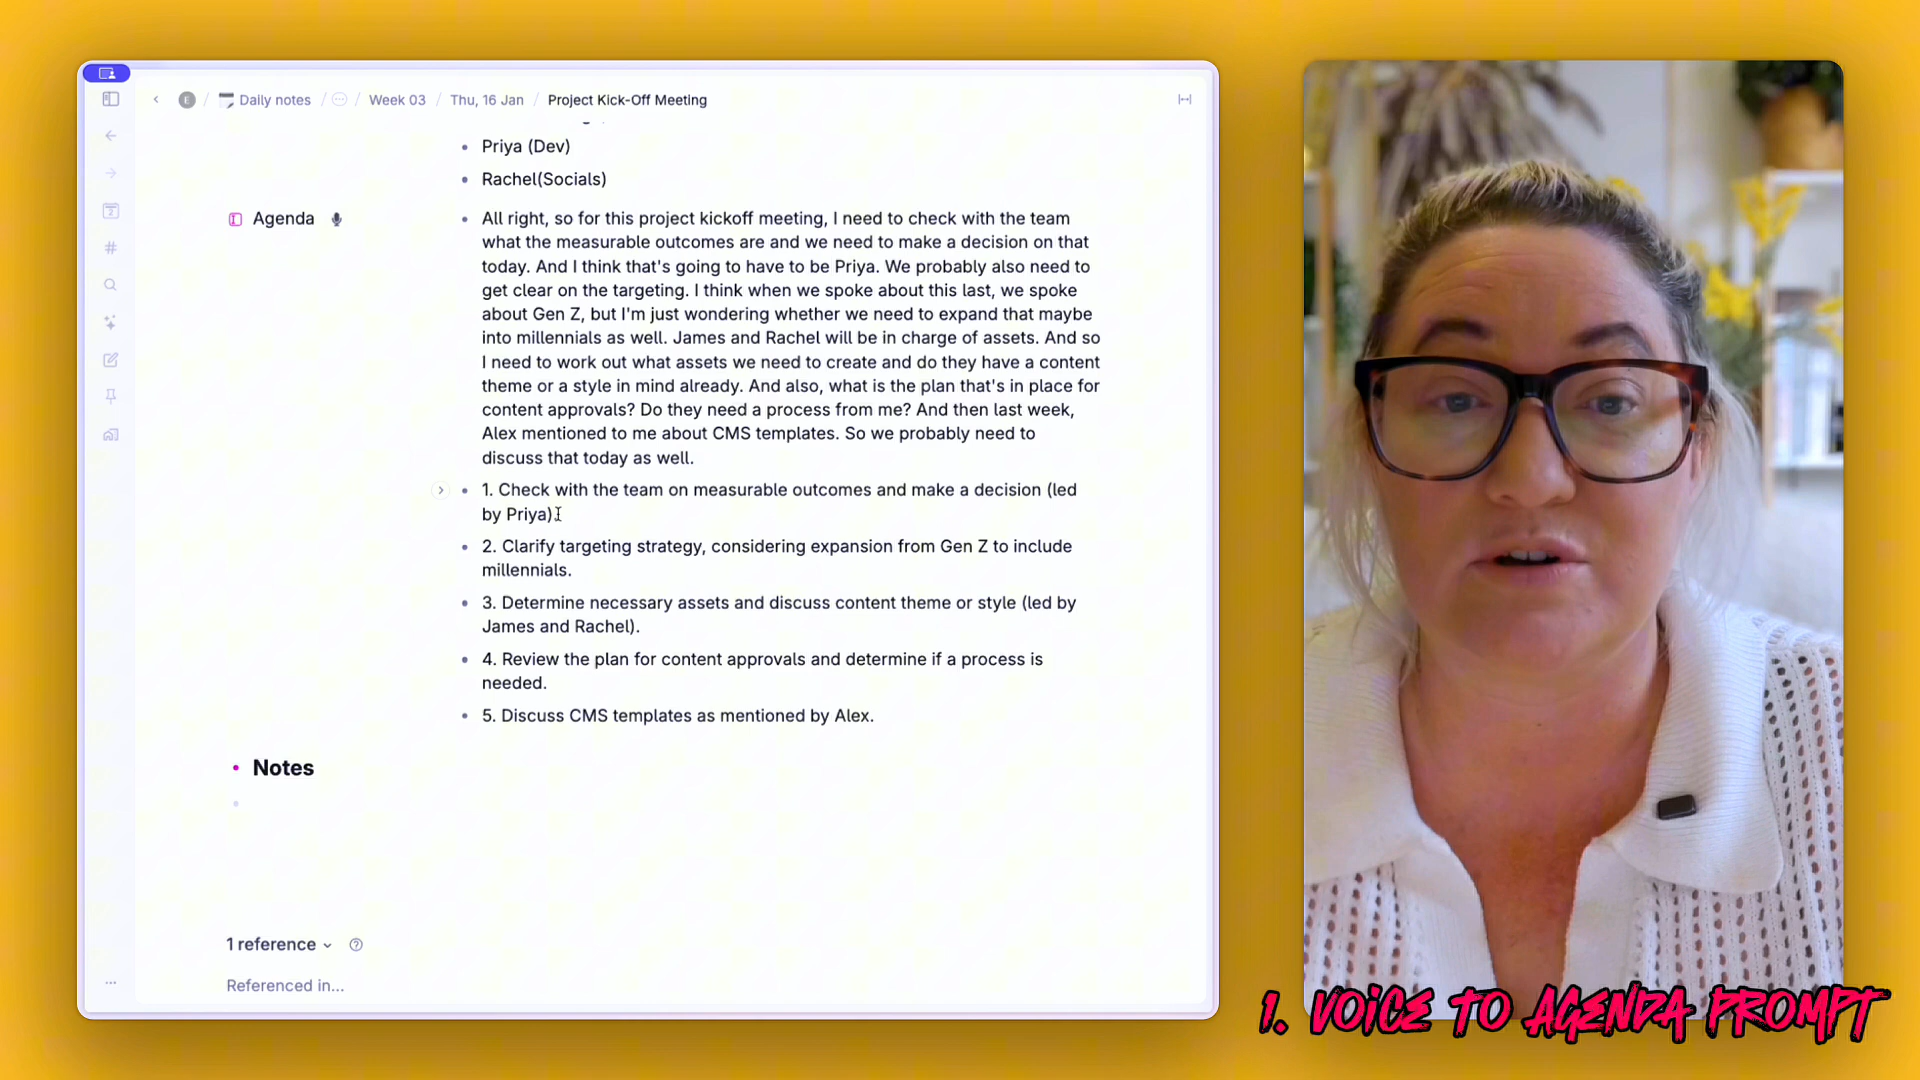 E / Daily notes / / Week 03 / Thu, 16 Jan / Project Kick-Off Meeting
Priya (Dev)
Rachel(Socials)
Agenda
All right, so for this project kickoff meeting, I need to check with the team
what the measurable outcomes are and we need to make a decision on that
today. And I think that's going to have to be Priya. We probably also need to
get clear on the targeting. I think when we spoke about this last, we spoke
about Gen Z, but I'm just wondering whether we need to expand that maybe
into millennials as well. James and Rachel will be in charge of assets. And so
I need to work out what assets we need to create and do they have a content
theme or a style in mind already. And also, what is the plan that's in place for
content approvals? Do they need a process from me? And then last week,
Alex mentioned to me about CMS templates. So we probably need to
discuss that today as well.
1. Check with the team on measurable outcomes and make a decision (led
by Priya).
2. Clarify targeting strategy, considering expansion from Gen Z to include
millennials.
3. Determine necessary assets and discuss content theme or style (led by
James and Rachel).
4. Review the plan for content approvals and determine if a process is
needed.
5. Discuss CMS templates as mentioned by Alex.
Notes
1 reference
Referenced in...
1. VOICE TO AGENDA PROMPT